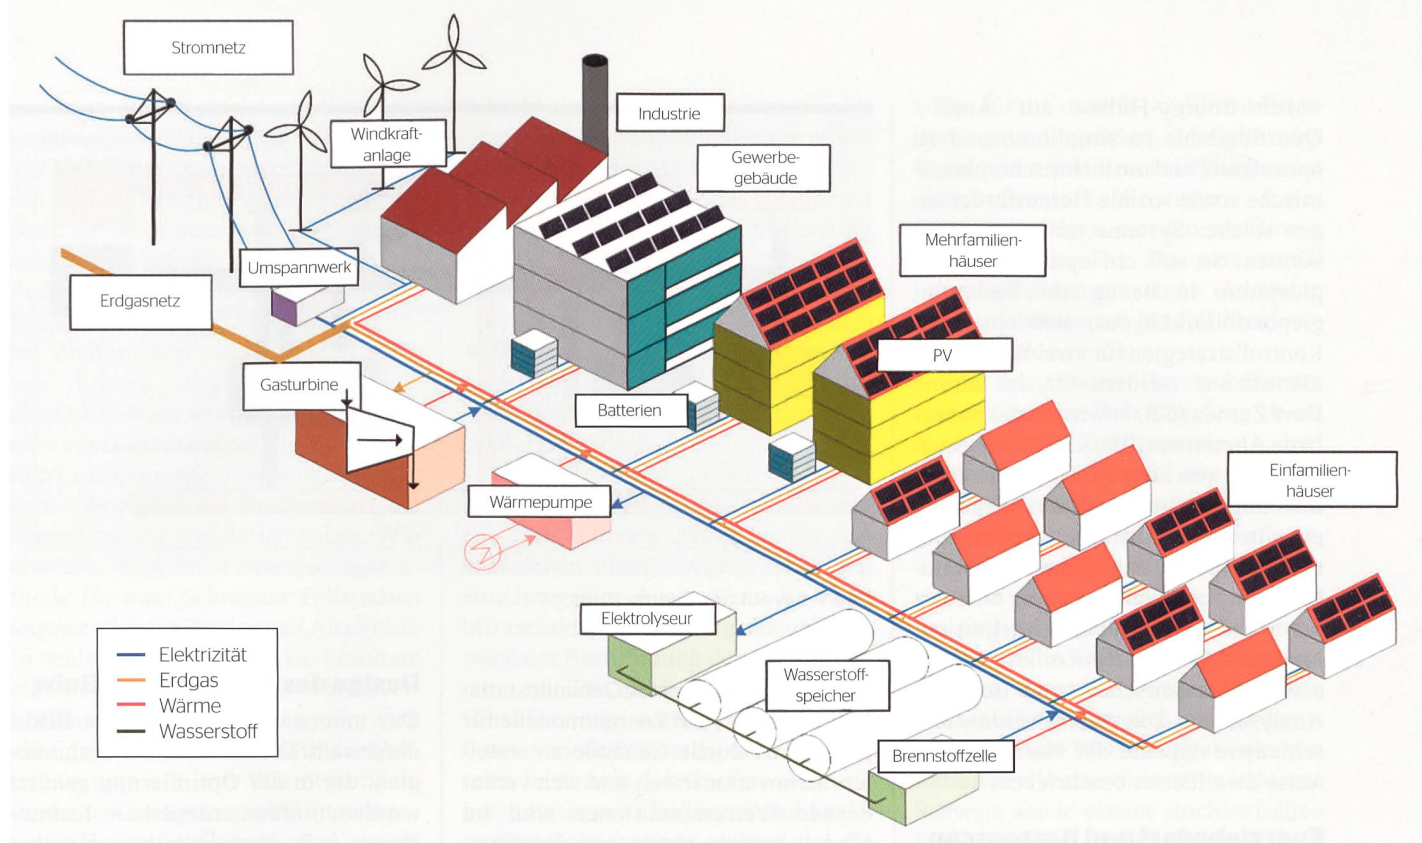 Stromnetz
Windkraft-
anlage
Industrie
Gewerbe-
gebäude
Mehrfamilien-
häuser
Umspannwerk
Erdgasnetz
PV
Gasturbine
Batterien
Einfamilien-
häuser
Wärmepumpe
Elektrolyseur
Wasserstoff-
speicher
Brennstoffzelle
Elektrizität
Erdgas
Wärme
Wasserstoff